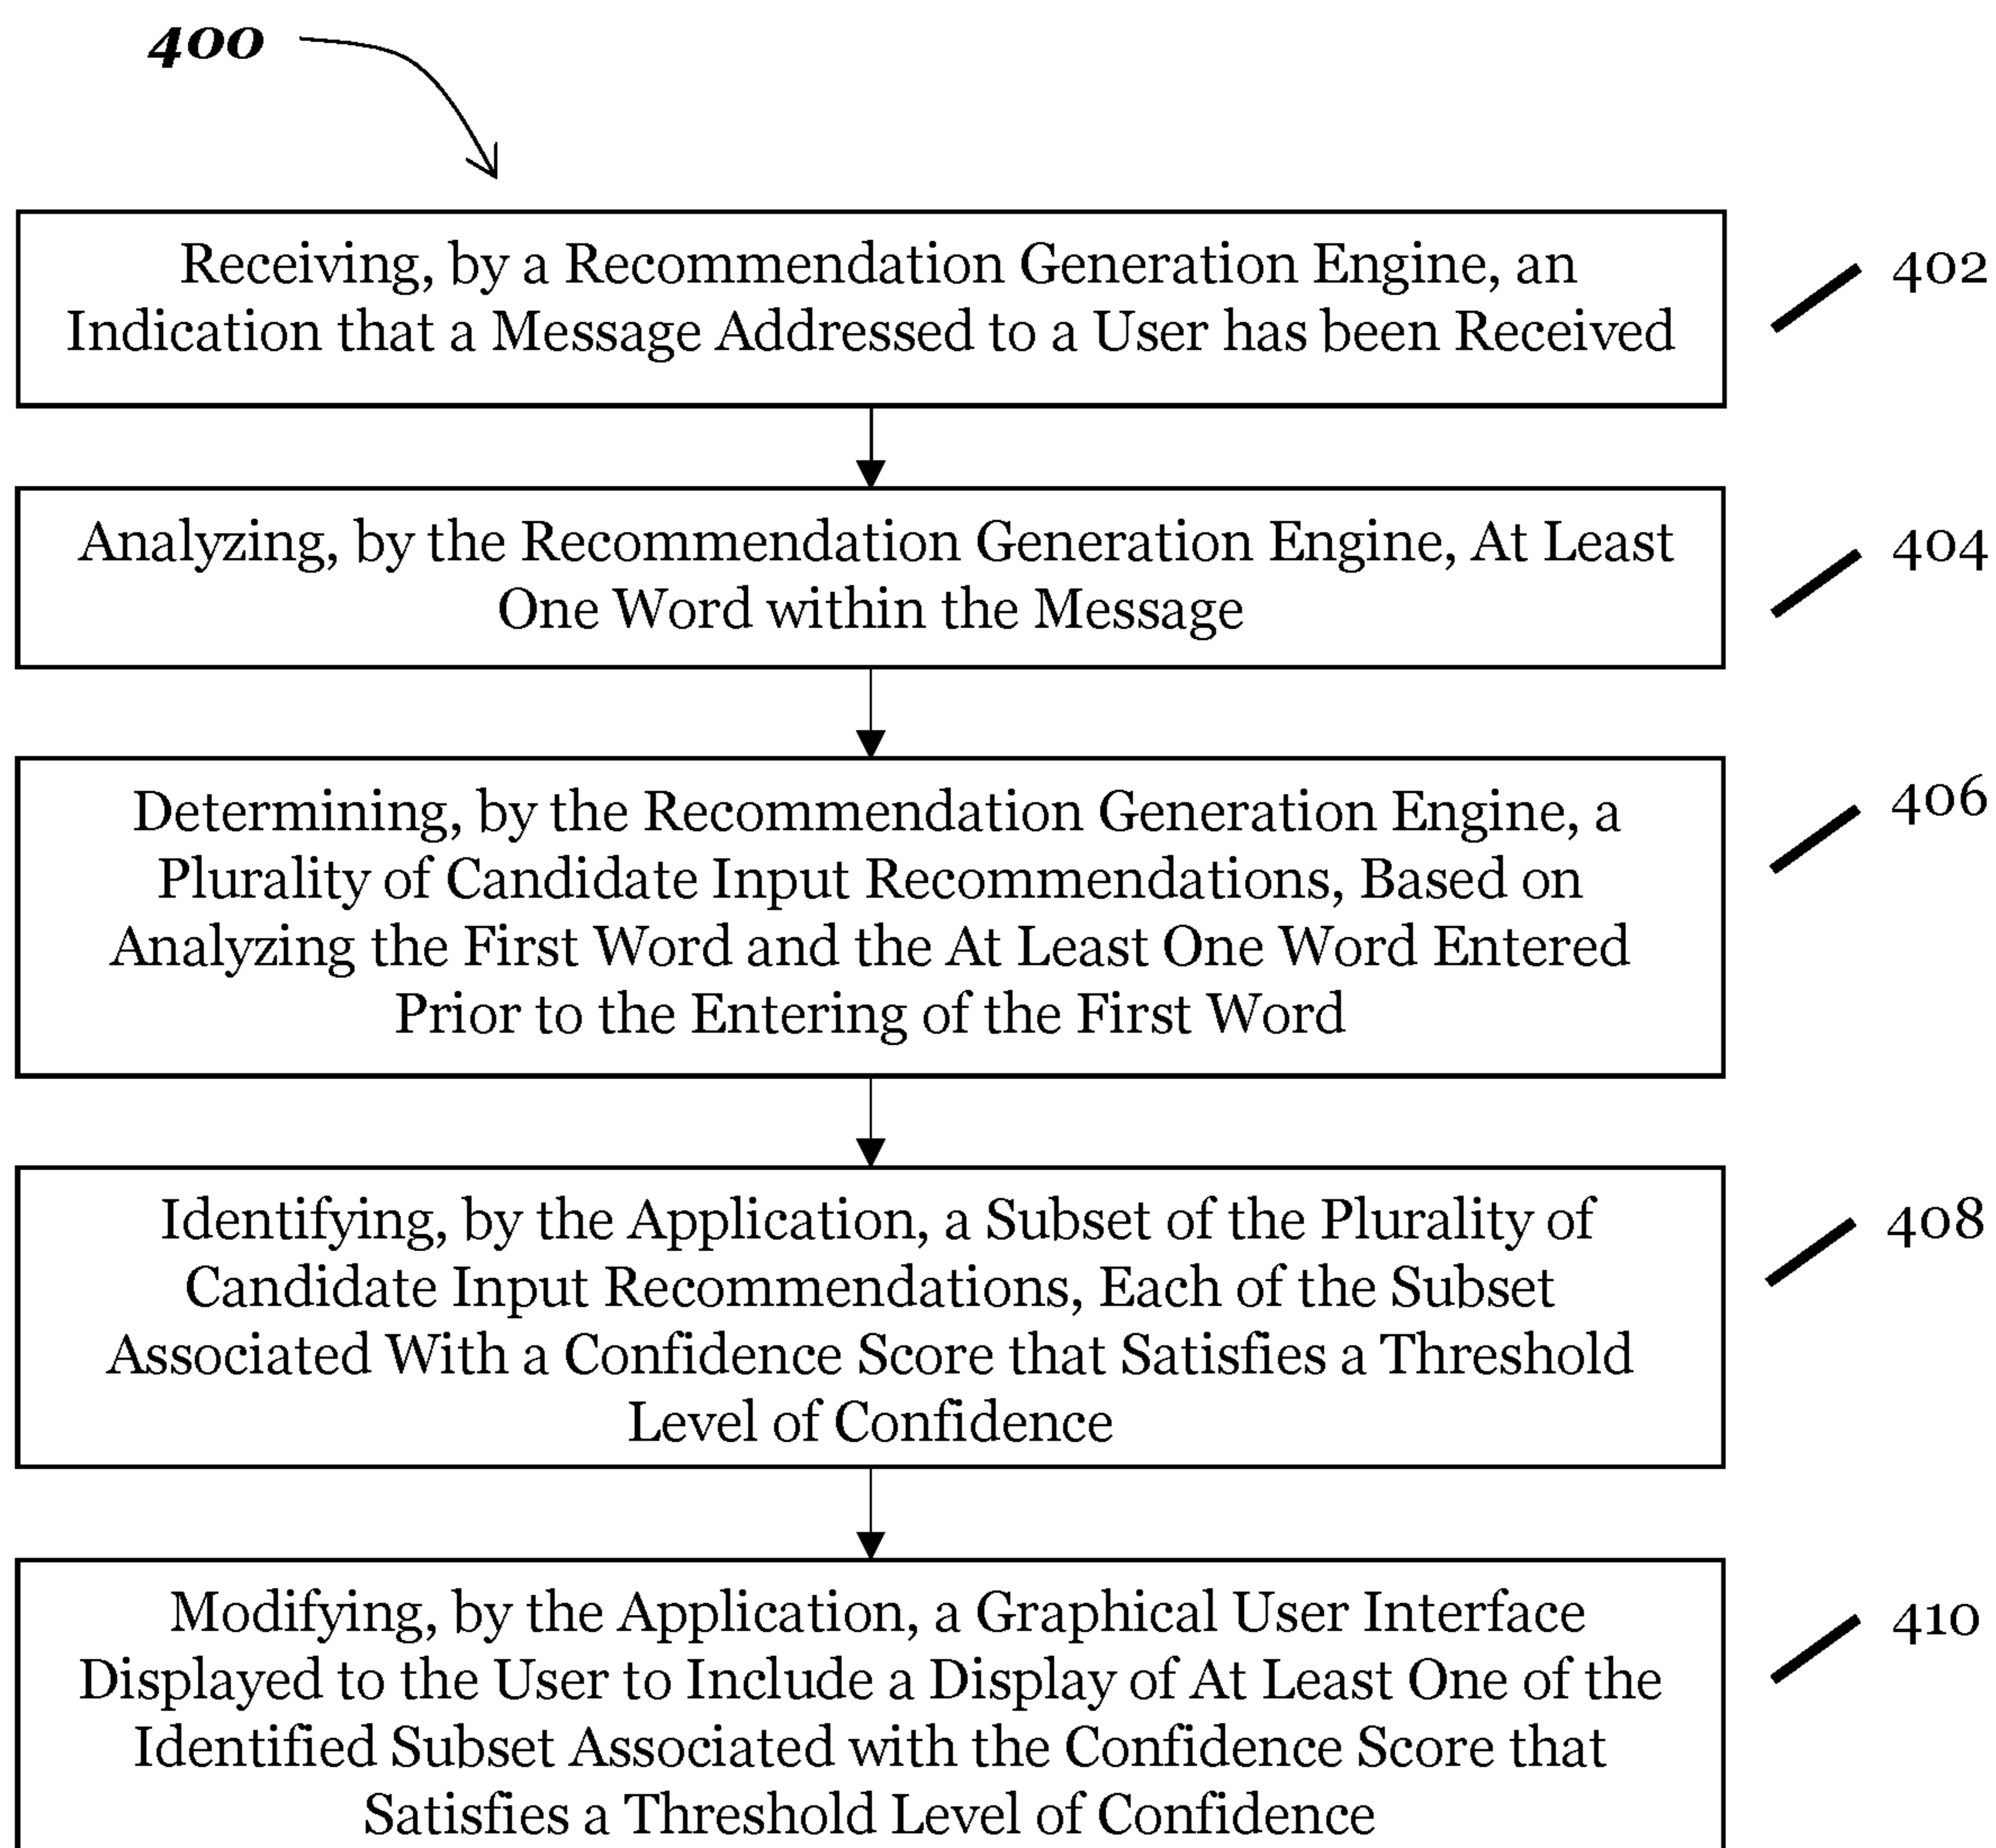 400
Receiving, by a Recommendation Generation Engine, an
Indication that a Message Addressed to a User has been Received
402
Analyzing, by the Recommendation Generation Engine, At Least
One Word within the Message
404
Determining, by the Recommendation Generation Engine, a
Plurality of Candidate Input Recommendations, Based on
Analyzing the First Word and the At Least One Word Entered
Prior to the Entering of the First Word
406
Identifying, by the Application, a Subset of the Plurality of
Candidate Input Recommendations, Each of the Subset
Associated With a Confidence Score that Satisfies a Threshold
Level of Confidence
408
Modifying, by the Application, a Graphical User Interface
Displayed to the User to Include a Display of At Least One of the
Identified Subset Associated with the Confidence Score that
Satisfies a Threshold Level of Confidence
410